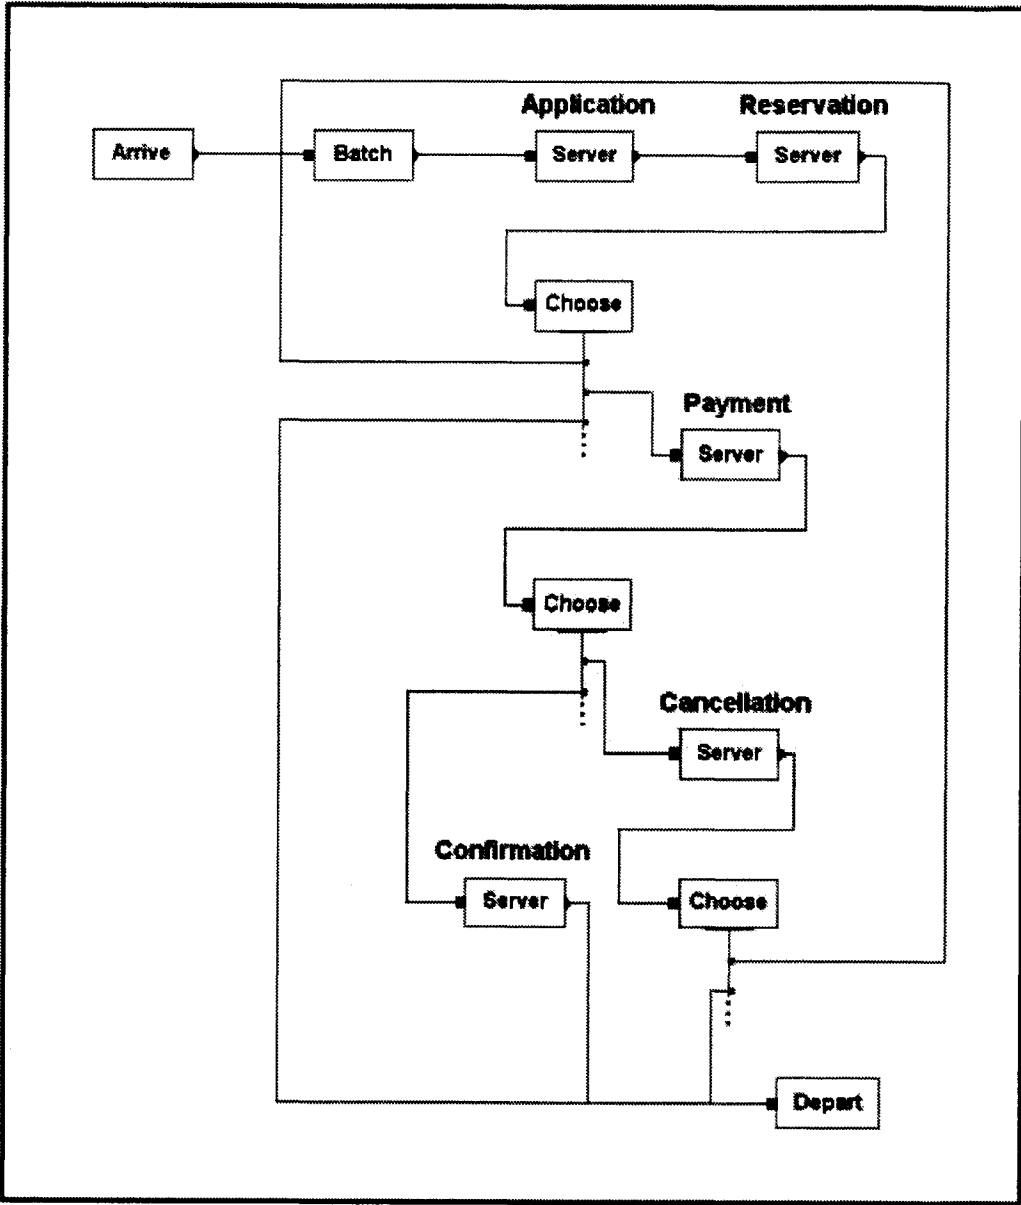 Application
Reservation
Arrive
Batch
Server
Server
Choose
Payment
Server
Choose
Cancellation
Server
Confirmation
Server
Choose
Depart